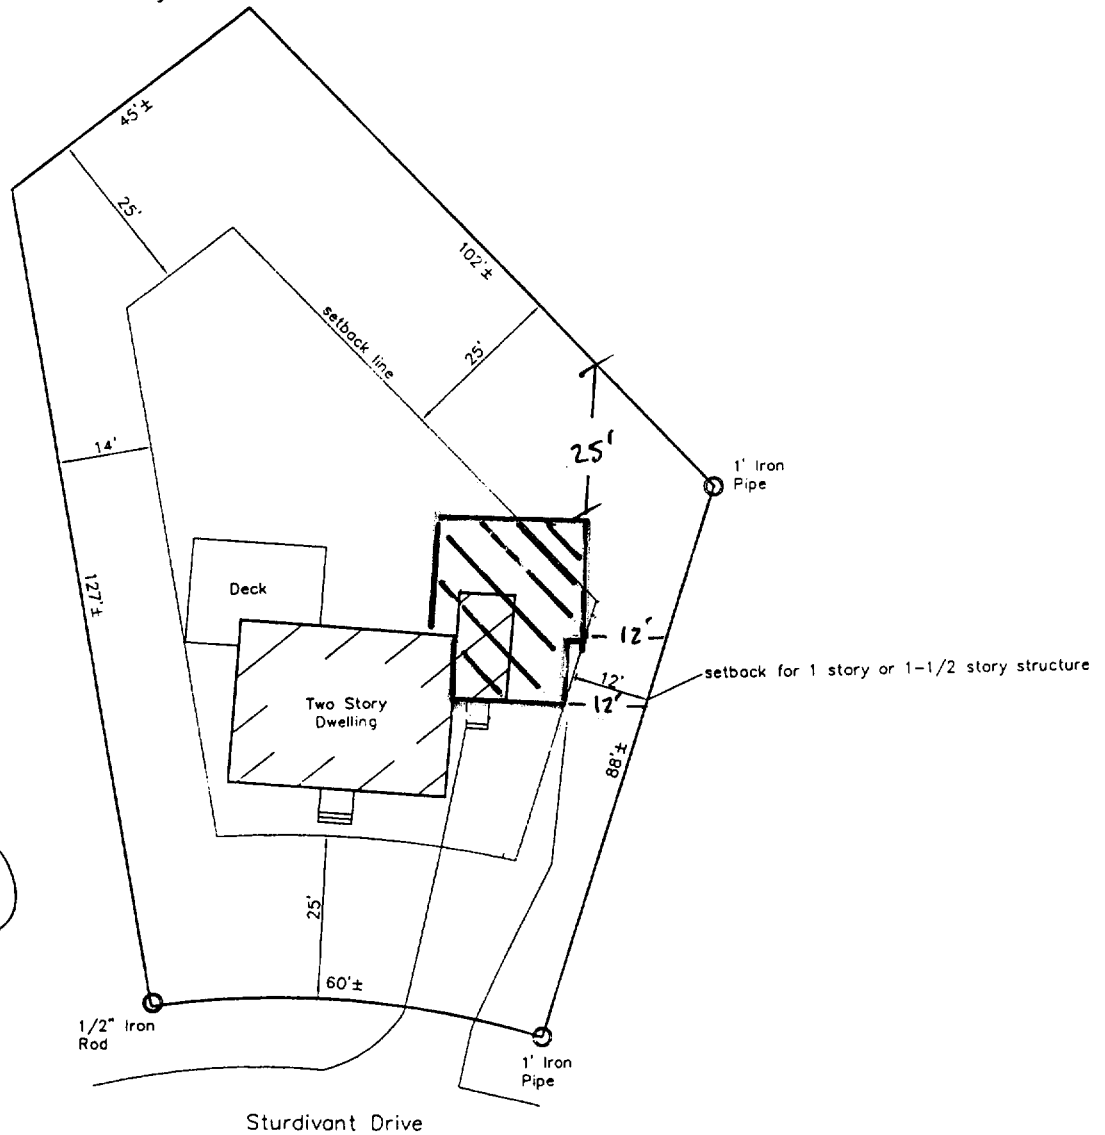 45'±
25'
102'±
setback line
25'
25'
14'
1' Iron
Pipe
127'±
Deck
12'
setback for 1 story or 1-1/2 story structure
12'
12'
Two Story
Dwelling
88'±
25'
60'±
1/2" Iron
Rod
1' Iron
Pipe
Sturdivant Drive